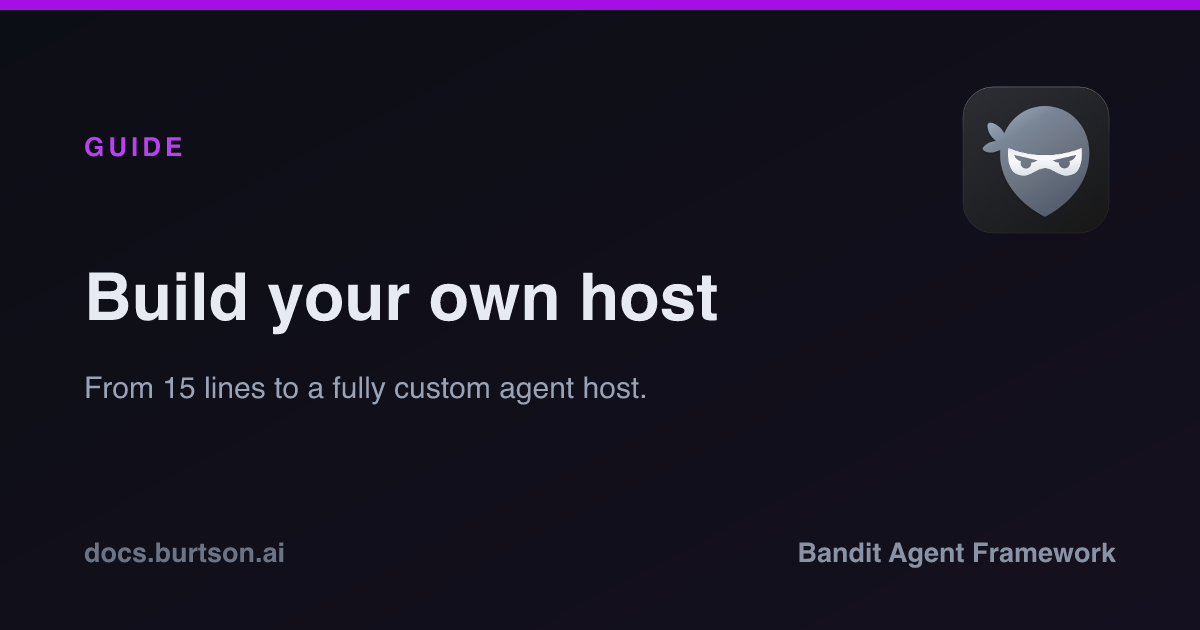 GUIDE
Build your own host
From 15 lines to a fully custom agent host.
docs.burtson.ai
Bandit Agent Framework